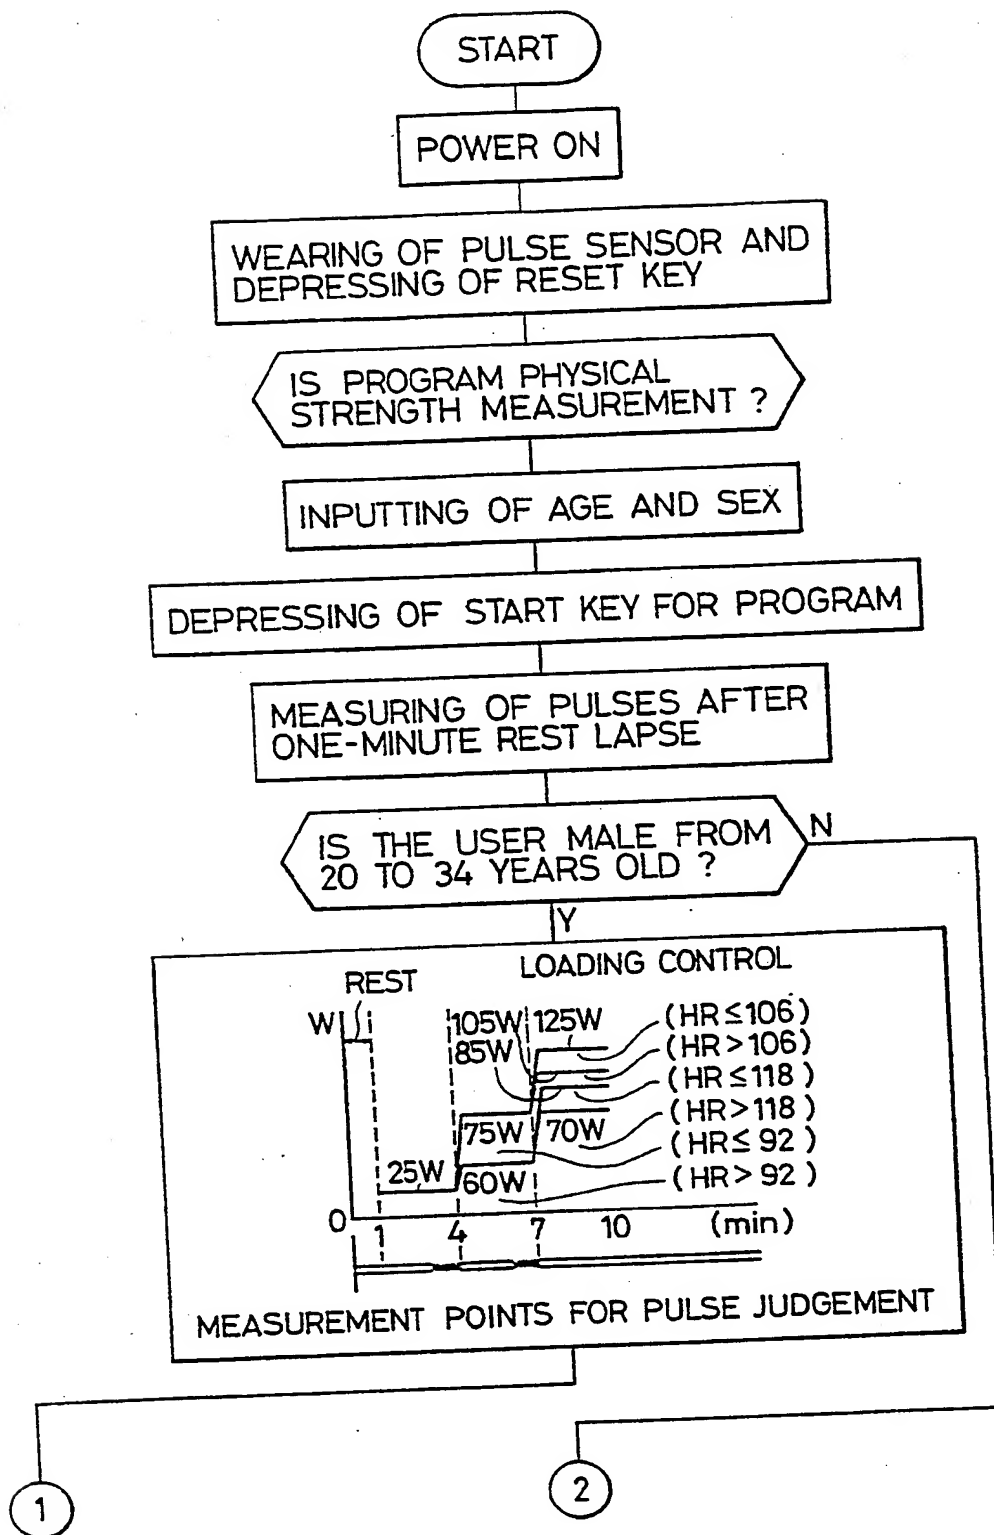 START
POWER ON
WEARING OF PULSE SENSOR AND
DEPRESSING OF RESET KEY
IS PROGRAM PHYSICAL
STRENGTH MEASUREMENT ?
INPUTTING OF AGE AND SEX
DEPRESSING OF START KEY FOR PROGRAM
MEASURING OF PULSES AFTER
ONE-MINUTE REST LAPSE
IS THE USER MALE FROM
20 TO 34 YEARS OLD ?
N
Y
LOADING CONTROL
REST
W
105W 125W (HR≤106)
85W (HR>106)
(HR≤118)
75W 70W (HR>118)
(HR≤92)
25W 60W (HR>92)
0 1 4 7 10 (min)
MEASUREMENT POINTS FOR PULSE JUDGEMENT
1
2